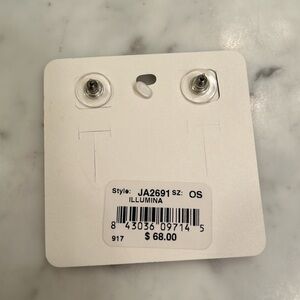 Style: JA2691 SZ: OS
ILLUMINA
8 43036 09714 5
917 $ 68.00